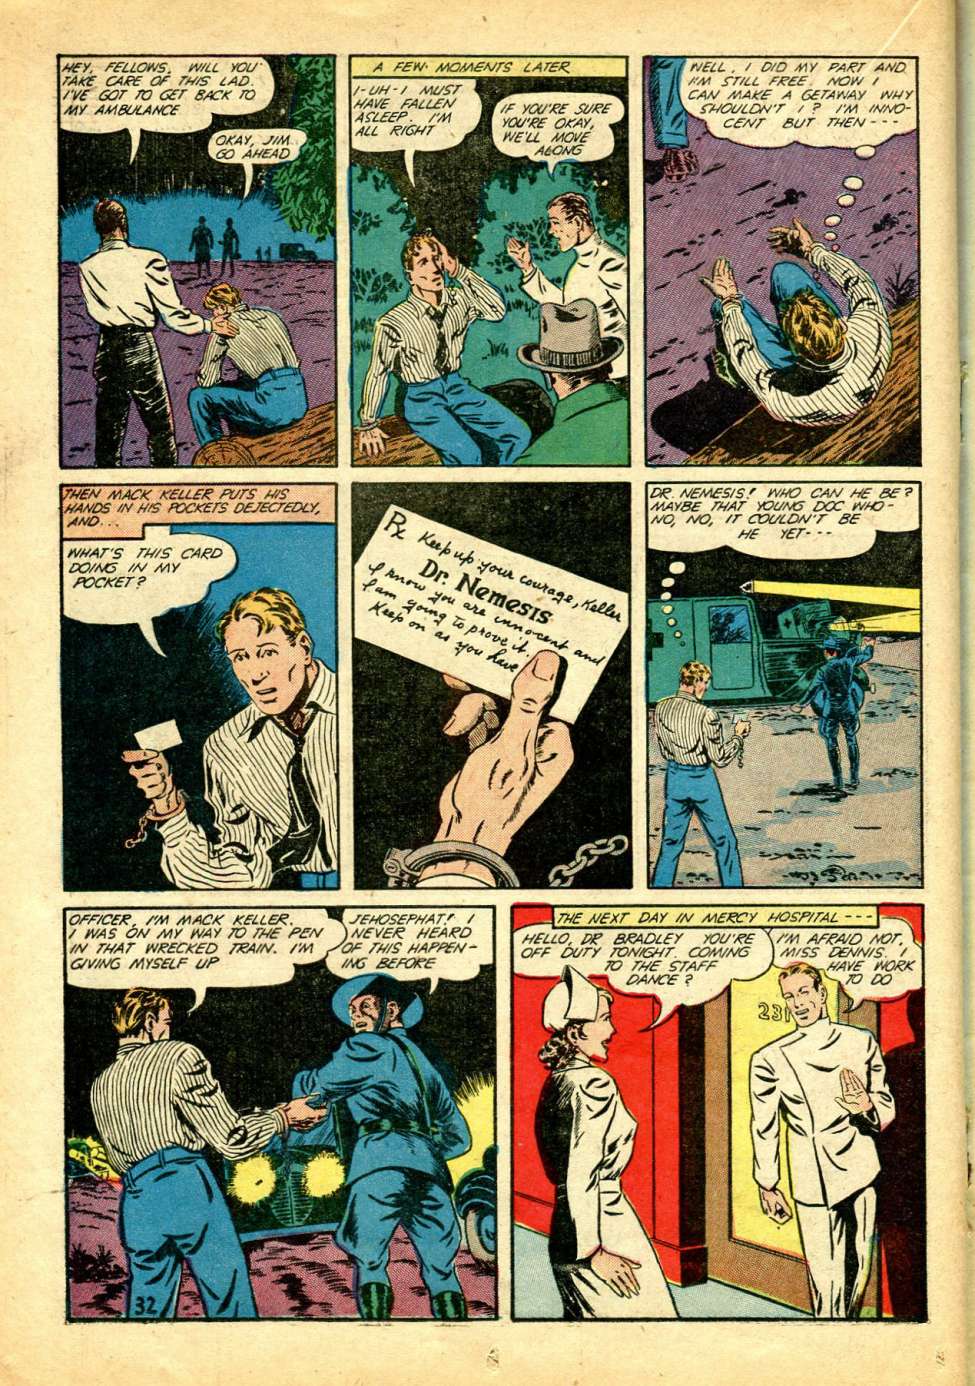 HEY, FELLOWS, WILL YOU
TAKE CARE OF THIS LAD.
I'VE GOT TO GET BACK TO
MY AMBULANCE
OKAY, JIM.
GO AHEAD
A FEW MOMENTS LATER
I-UH-I MUST
HAVE FALLEN
ASLEEP. I'M
ALL RIGHT
IF YOU'RE SURE
YOU'RE OKAY,
WE'LL MOVE
ALONG
WELL, I DID MY PART AND
I'M STILL FREE. NOW I
CAN MAKE A GETAWAY WHY
SHOULDN'T I? I'M INNO-
CENT BUT THEN---
THEN MACK KELLER PUTS HIS
HANDS IN HIS POCKETS DEJECTEDLY,
AND...
WHAT'S THIS CARD
DOING IN MY
POCKET?
Rx Keep up your courage, Keller
Dr. Nemesis
I know you are innocent and
I am going to prove it.
Keep on as you have
DR. NEMESIS! WHO CAN HE BE?
MAYBE THAT YOUNG DOC WHO-
NO, NO, IT COULDN'T BE
HE YET---
OFFICER, I'M MACK KELLER.
I WAS ON MY WAY TO THE PEN
IN THAT WRECKED TRAIN. I'M
GIVING MYSELF UP
JEHOSEPHAT! I
NEVER HEARD
OF THIS HAPPEN-
ING BEFORE
32
THE NEXT DAY IN MERCY HOSPITAL---
HELLO, DR BRADLEY YOU'RE
OFF DUTY TONIGHT. COMING
TO THE STAFF
DANCE?
I'M AFRAID NOT,
MISS DENNIS. I
HAVE WORK
TO DO
231